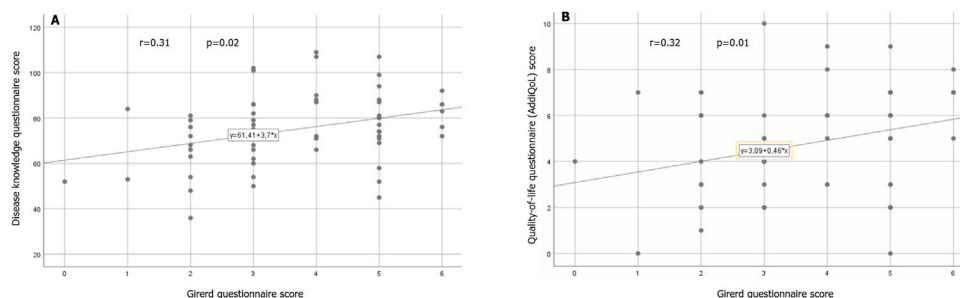 A
r=0.31 p=0.02
Disease knowledge questionnaire score
120
100
80
60
40
20
y=61,41+3,7*x
0 1 2 3 4 5 6
Girerd questionnaire score
B
r=0.32 p=0.01
Quality-of-life questionnaire (AddiQoL) score
10
8
6
4
2
0
y=3,09+0,46*x
0 1 2 3 4 5 6
Girerd questionnaire score